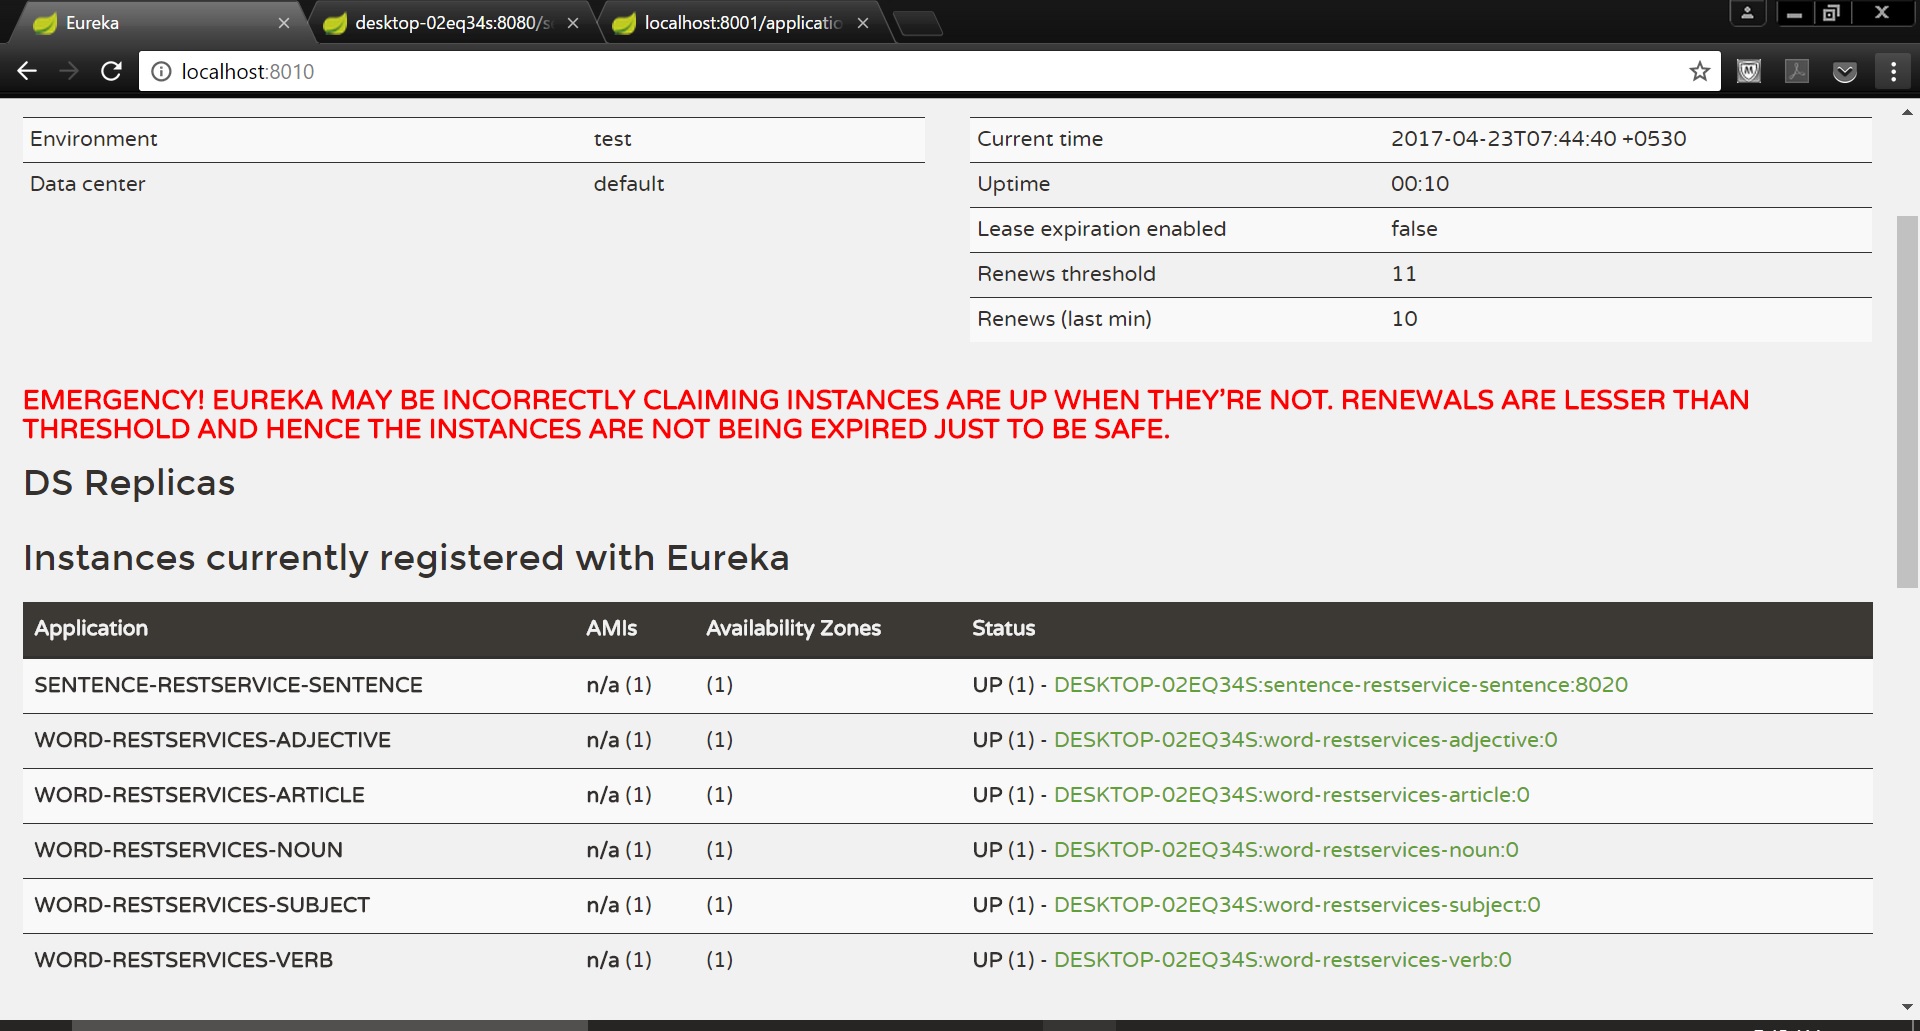 Eureka
desktop-02eq34s:8080/s
localhost:8001/applicatio
localhost:8010
Environment test
Data center default
Current time 2017-04-23T07:44:40 +0530
Uptime 00:10
Lease expiration enabled false
Renews threshold 11
Renews (last min) 10
EMERGENCY! EUREKA MAY BE INCORRECTLY CLAIMING INSTANCES ARE UP WHEN THEY'RE NOT. RENEWALS ARE LESSER THAN
THRESHOLD AND HENCE THE INSTANCES ARE NOT BEING EXPIRED JUST TO BE SAFE.
DS Replicas
Instances currently registered with Eureka
Application AMIs Availability Zones Status
SENTENCE-RESTSERVICE-SENTENCE n/a (1) (1) UP (1) - DESKTOP-02EQ34S:sentence-restservice-sentence:8020
WORD-RESTSERVICES-ADJECTIVE n/a (1) (1) UP (1) - DESKTOP-02EQ34S:word-restservices-adjective:0
WORD-RESTSERVICES-ARTICLE n/a (1) (1) UP (1) - DESKTOP-02EQ34S:word-restservices-article:0
WORD-RESTSERVICES-NOUN n/a (1) (1) UP (1) - DESKTOP-02EQ34S:word-restservices-noun:0
WORD-RESTSERVICES-SUBJECT n/a (1) (1) UP (1) - DESKTOP-02EQ34S:word-restservices-subject:0
WORD-RESTSERVICES-VERB n/a (1) (1) UP (1) - DESKTOP-02EQ34S:word-restservices-verb:0